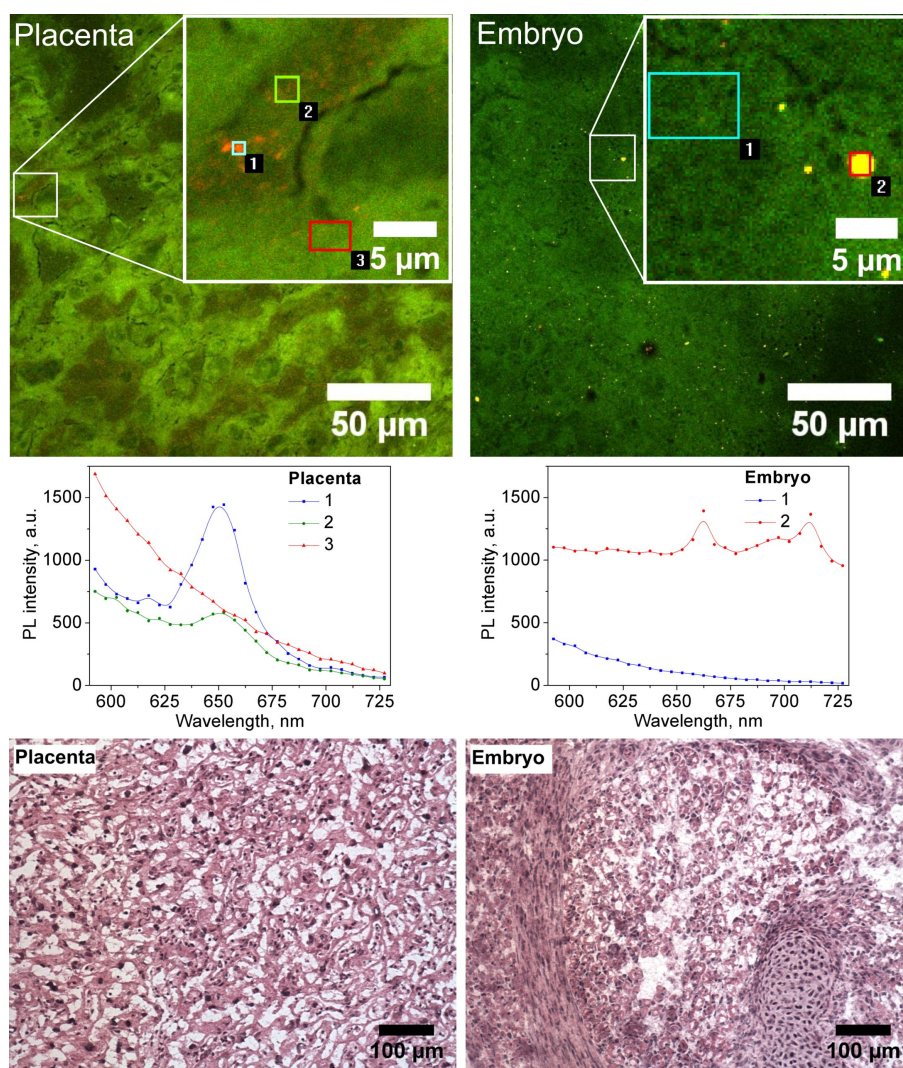 Placenta
1
2
3
5 µm
50 µm
Embryo
1
2
5 µm
50 µm
1500
1000
500
0
PL intensity, a.u.
Placenta
1
2
3
600 625 650 675 700 725
Wavelength, nm
1500
1000
500
0
PL intensity, a.u.
Embryo
1
2
600 625 650 675 700 725
Wavelength, nm
Placenta
100 µm
Embryo
100 µm